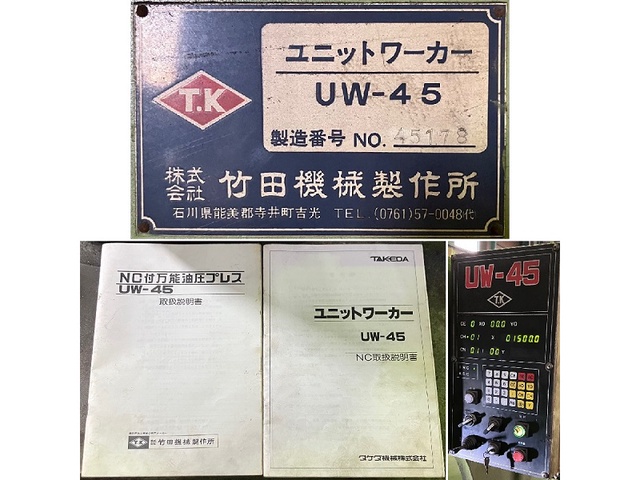 ユニットワーカー
UW-45
T.K
製造番号 NO. 45178
株式会社 竹田機械製作所
石川県能美郡寺井町吉光 TEL.(0761)57-0048代
NC付万能油圧プレス
UW-45
取扱説明書
T.K
株式会社 竹田機械製作所
TAKEDA
ユニットワーカー
UW-45
NC取扱説明書
タケダ機械株式会社
UW-45
T.K